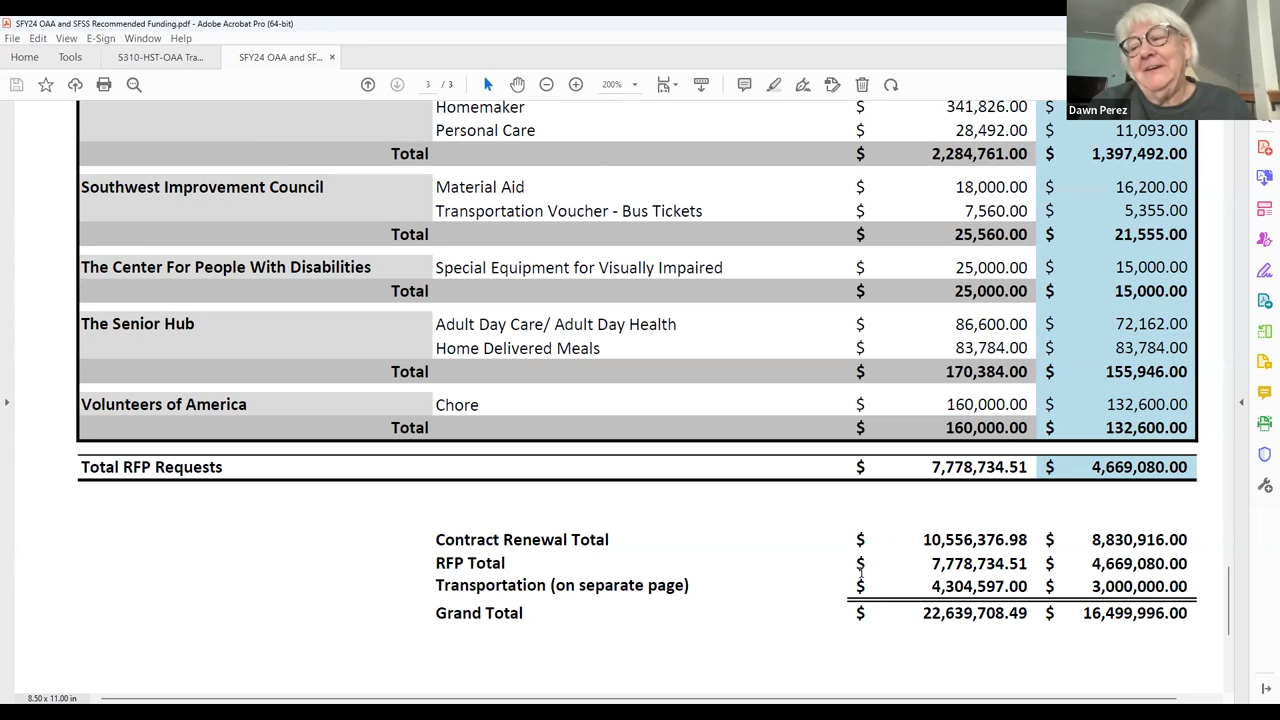 SFY24 OAA and SFSS Recommended Funding.pdf - Adobe Acrobat Pro (64-bit)
File Edit View E-Sign Window Help
Home Tools 5310-HST-OAA Tra... SFY24 OAA and SF... ×
3 / 3 200%
Dawn Perez
Homemaker $ 341,826.00 $
Personal Care $ 28,492.00 $ 11,093.00
Total $ 2,284,761.00 $ 1,397,492.00
Southwest Improvement Council Material Aid $ 18,000.00 $ 16,200.00
Transportation Voucher - Bus Tickets $ 7,560.00 $ 5,355.00
Total $ 25,560.00 $ 21,555.00
The Center For People With Disabilities Special Equipment for Visually Impaired $ 25,000.00 $ 15,000.00
Total $ 25,000.00 $ 15,000.00
The Senior Hub Adult Day Care/ Adult Day Health $ 86,600.00 $ 72,162.00
Home Delivered Meals $ 83,784.00 $ 83,784.00
Total $ 170,384.00 $ 155,946.00
Volunteers of America Chore $ 160,000.00 $ 132,600.00
Total $ 160,000.00 $ 132,600.00
Total RFP Requests $ 7,778,734.51 $ 4,669,080.00
Contract Renewal Total $ 10,556,376.98 $ 8,830,916.00
RFP Total $ 7,778,734.51 $ 4,669,080.00
Transportation (on separate page) $ 4,304,597.00 $ 3,000,000.00
Grand Total $ 22,639,708.49 $ 16,499,996.00
8.50 x 11.00 in